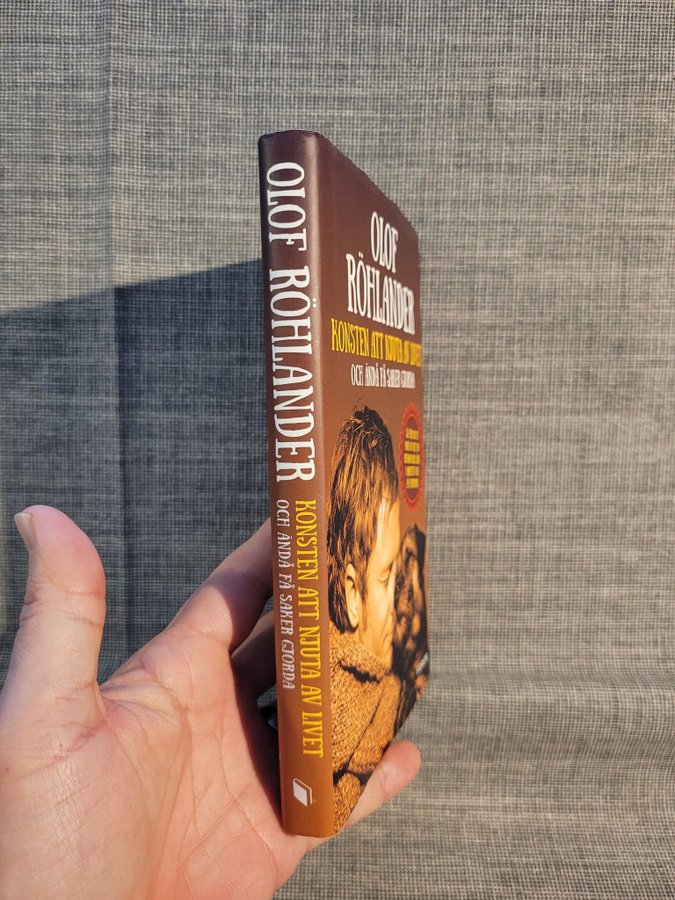 OLOF RÖHLANDER
KONSTEN ATT NJUTA AV LIVET
OCH ÄNDÅ FÅ SAKER GJORDA
OLOF
RÖHLANDER
KONSTEN ATT NJUTA AV LIVET
OCH ÄNDÅ FÅ SAKER GJORDA